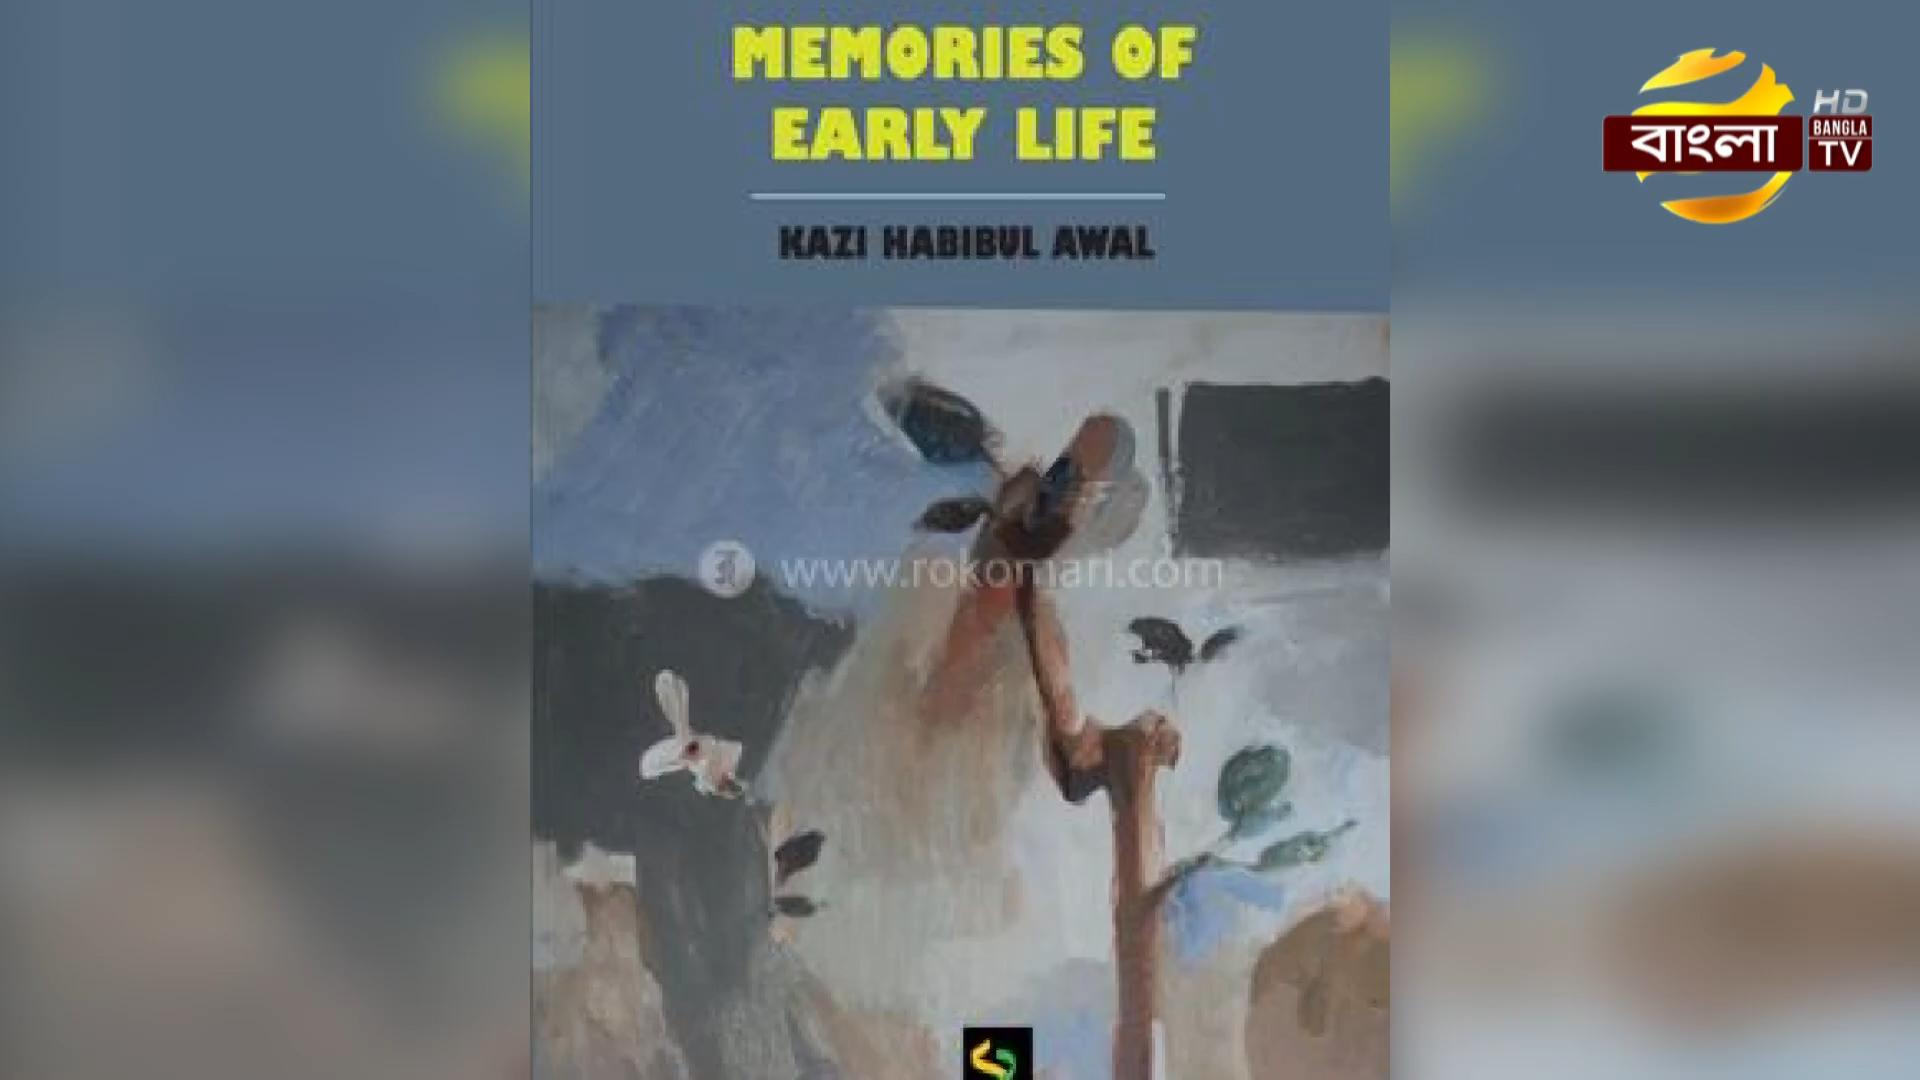 MEMORIES OF
EARLY LIFE
KAZI HABIBUL AWAL
www.rokomari.com
বাংলা
HD
BANGLA
TV